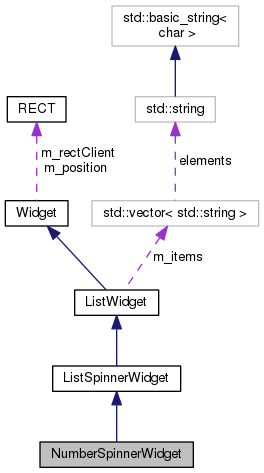 std::basic_string<
char >
RECT
std::string
m_rectClient
m_position
elements
Widget
std::vector< std::string >
m_items
ListWidget
ListSpinnerWidget
NumberSpinnerWidget